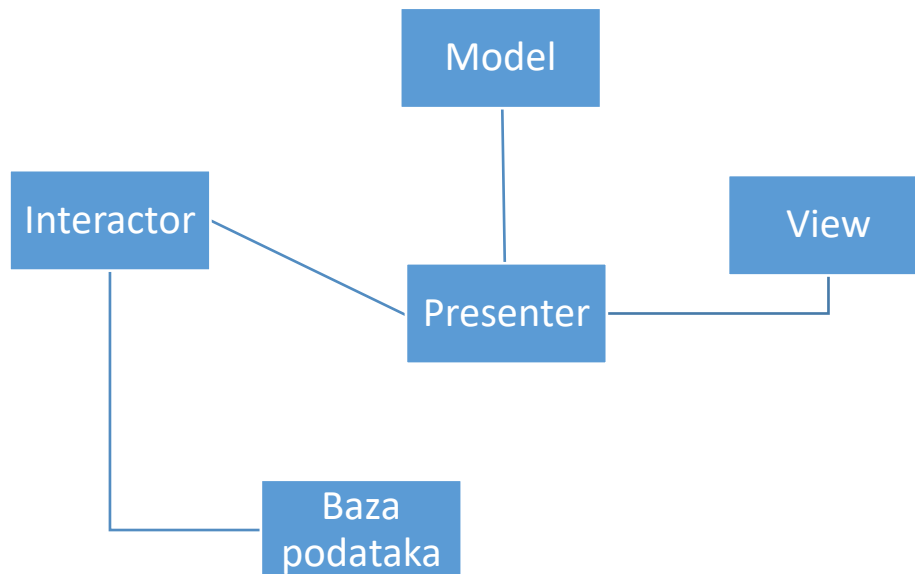 Model
Interactor
View
Presenter
Baza
podataka